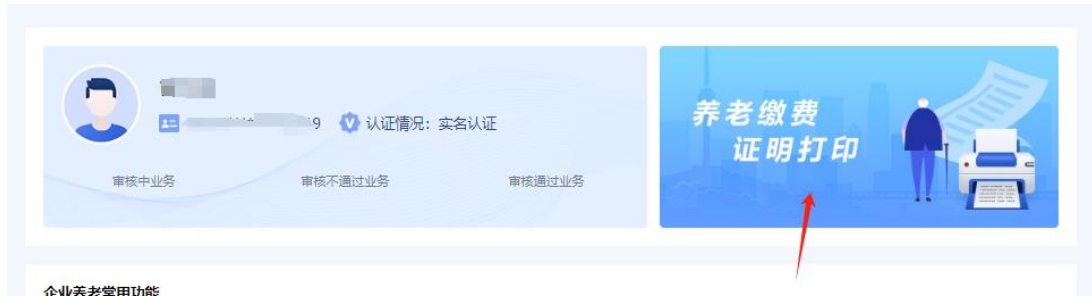 9 认证情况：实名认证
审核中业务 审核不通过业务 审核通过业务
养老缴费
证明打印
企业养老常用功能